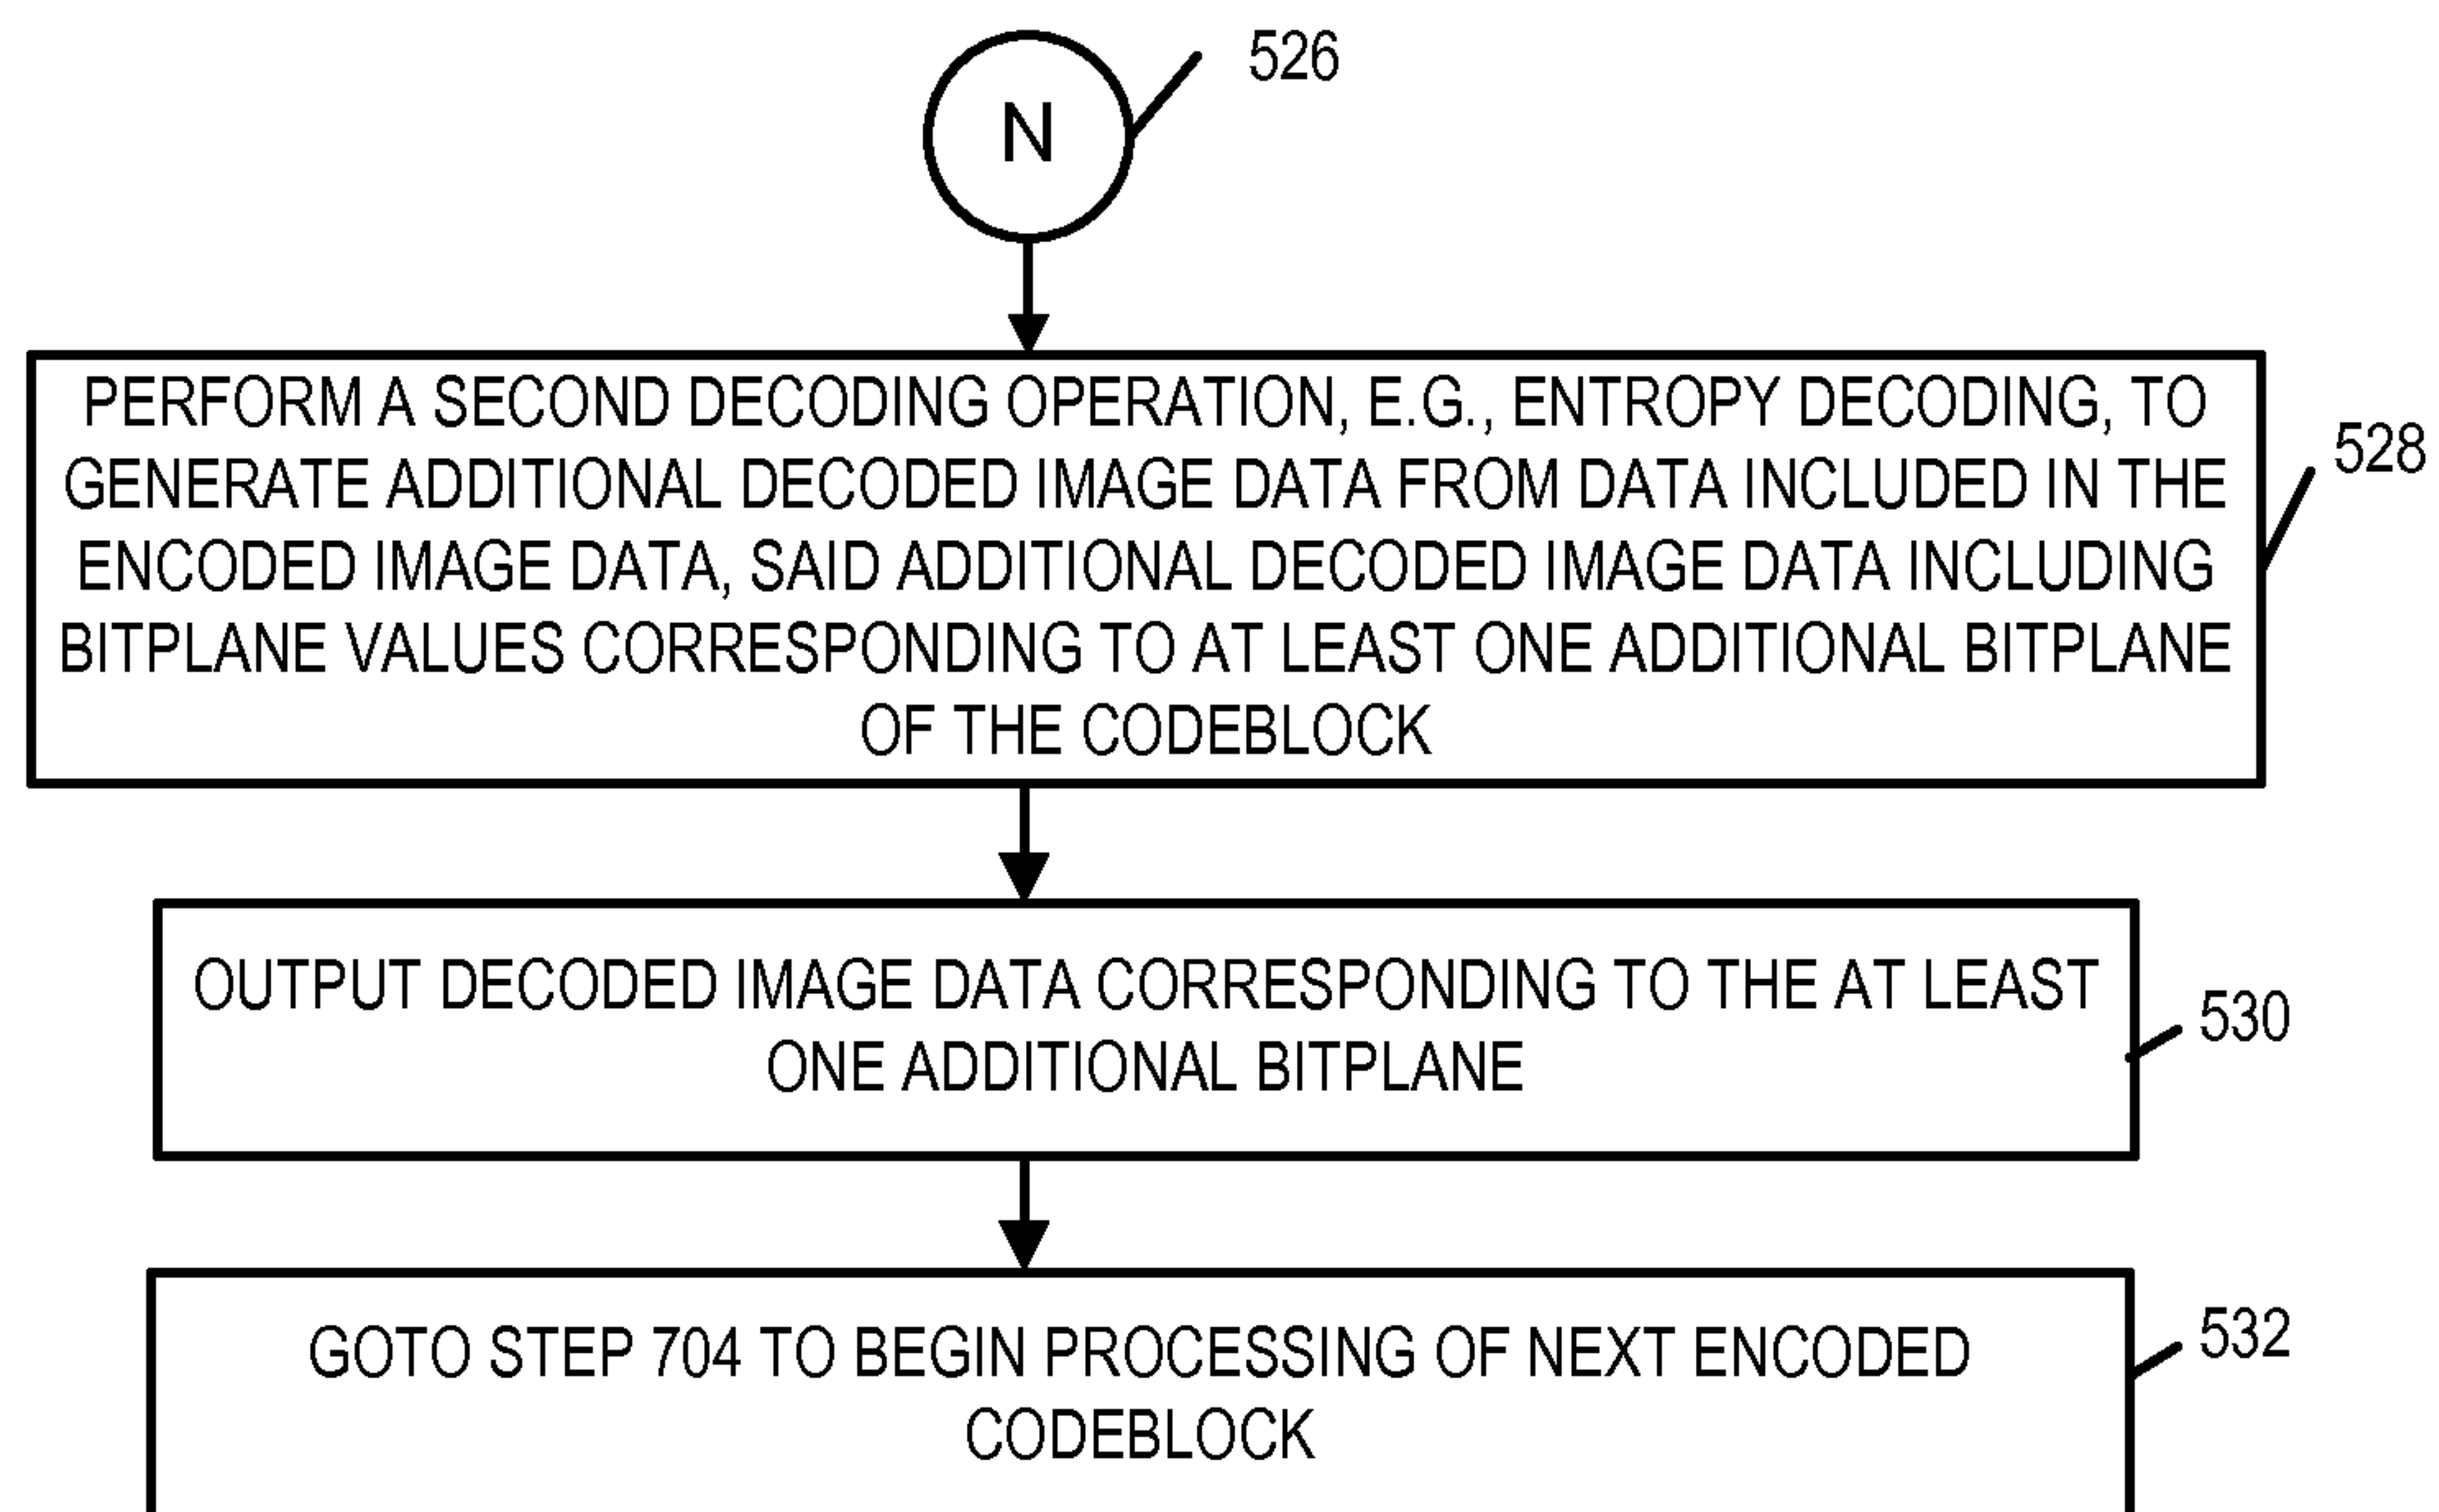 526
N
PERFORM A SECOND DECODING OPERATION, E.G., ENTROPY DECODING, TO
GENERATE ADDITIONAL DECODED IMAGE DATA FROM DATA INCLUDED IN THE
ENCODED IMAGE DATA, SAID ADDITIONAL DECODED IMAGE DATA INCLUDING
BITPLANE VALUES CORRESPONDING TO AT LEAST ONE ADDITIONAL BITPLANE
OF THE CODEBLOCK
528
OUTPUT DECODED IMAGE DATA CORRESPONDING TO THE AT LEAST
ONE ADDITIONAL BITPLANE
530
GOTO STEP 704 TO BEGIN PROCESSING OF NEXT ENCODED
CODEBLOCK
532